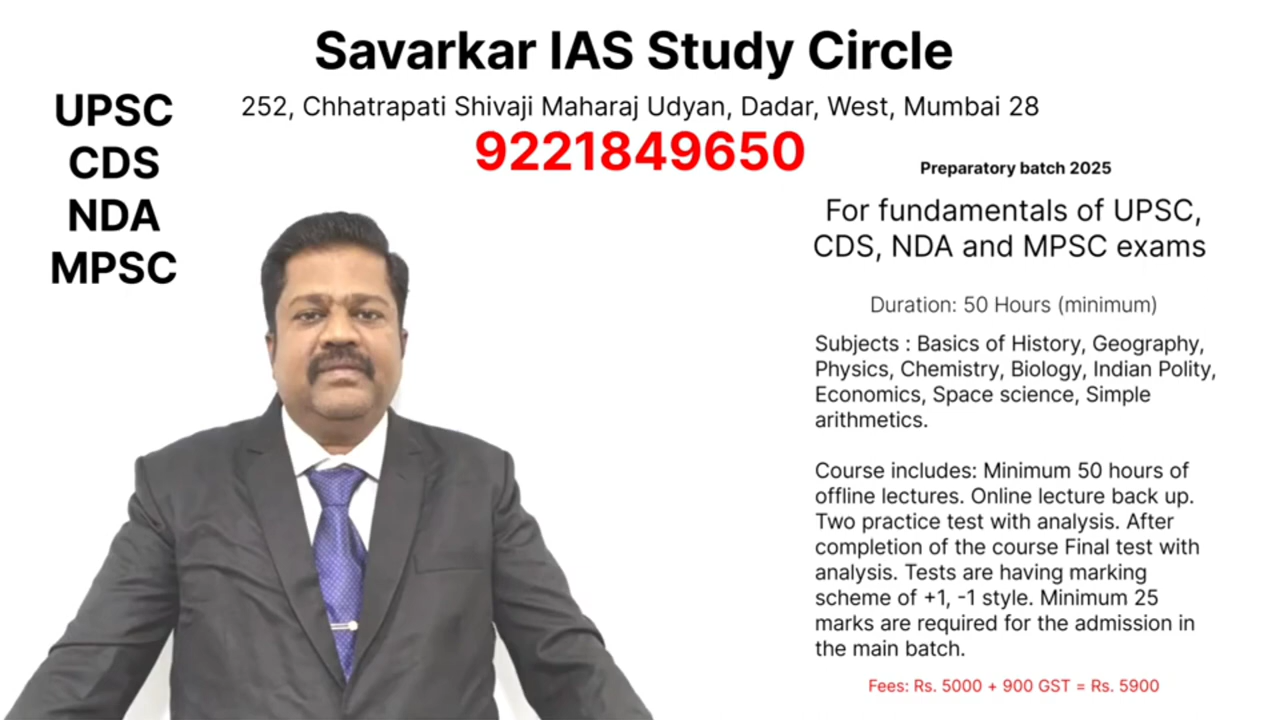 Savarkar IAS Study Circle
252, Chhatrapati Shivaji Maharaj Udyan, Dadar, West, Mumbai 28
9221849650
UPSC
CDS
NDA
MPSC
Preparatory batch 2025
For fundamentals of UPSC,
CDS, NDA and MPSC exams
Duration: 50 Hours (minimum)
Subjects : Basics of History, Geography,
Physics, Chemistry, Biology, Indian Polity,
Economics, Space science, Simple
arithmetics.
Course includes: Minimum 50 hours of
offline lectures. Online lecture back up.
Two practice test with analysis. After
completion of the course Final test with
analysis. Tests are having marking
scheme of +1, -1 style. Minimum 25
marks are required for the admission in
the main batch.
Fees: Rs. 5000 + 900 GST = Rs. 5900